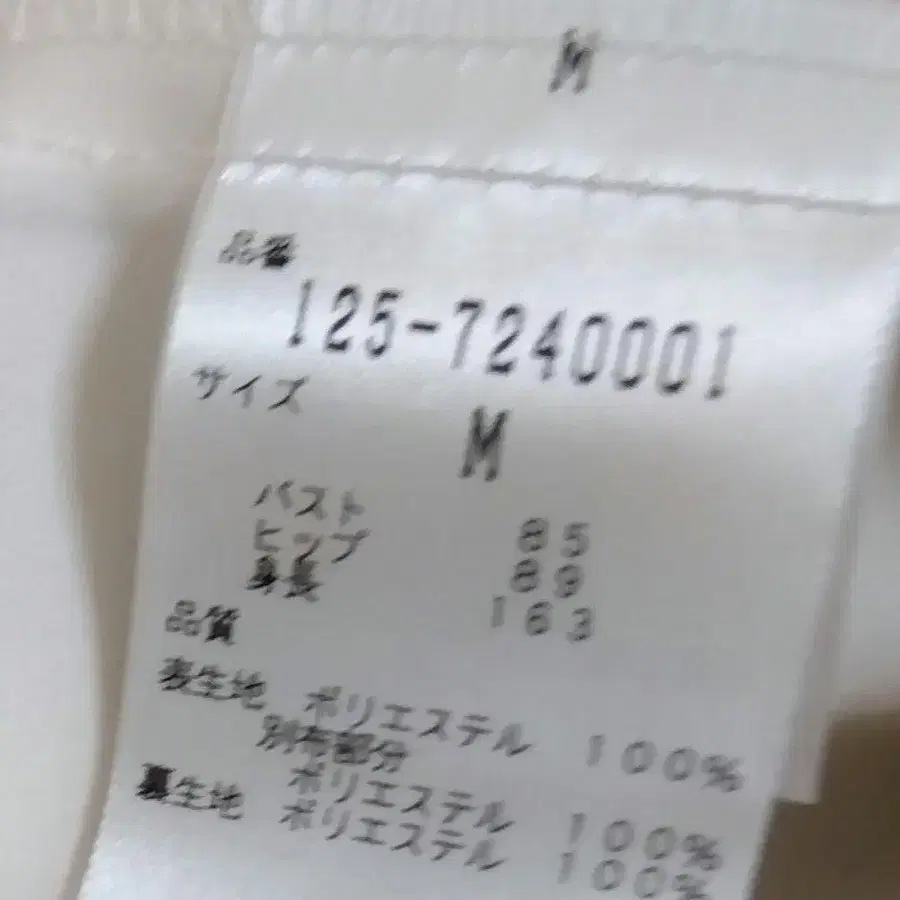 M
品番
125-7240001
サイズ
M
バスト 85
ヒップ 89
身長 163
品質
表生地 ポリエステル 100%
別布部分
ポリエステル 100%
裏生地 ポリエステル 100%